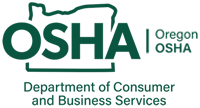 OSHA
Oregon
OSHA
Department of Consumer
and Business Services